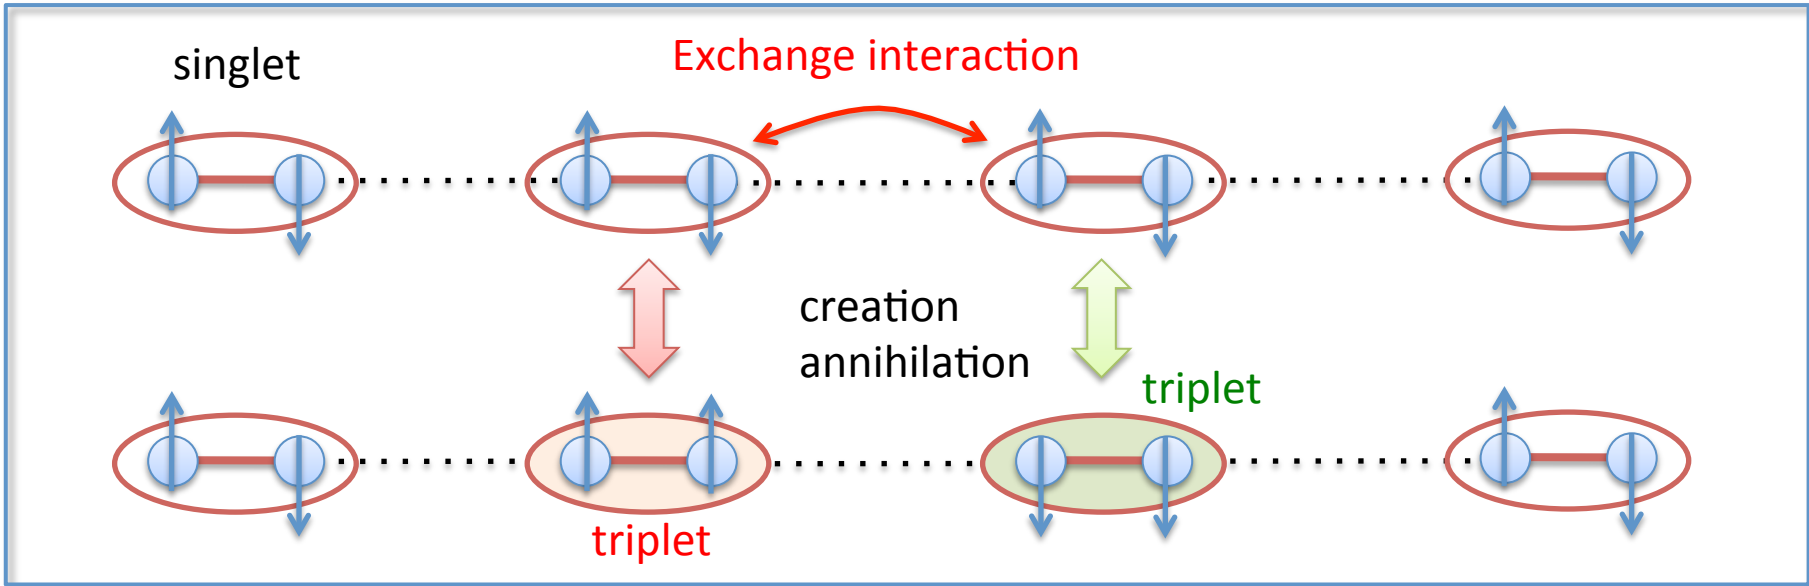 singlet
Exchange interaction
creation
annihilation
triplet
triplet